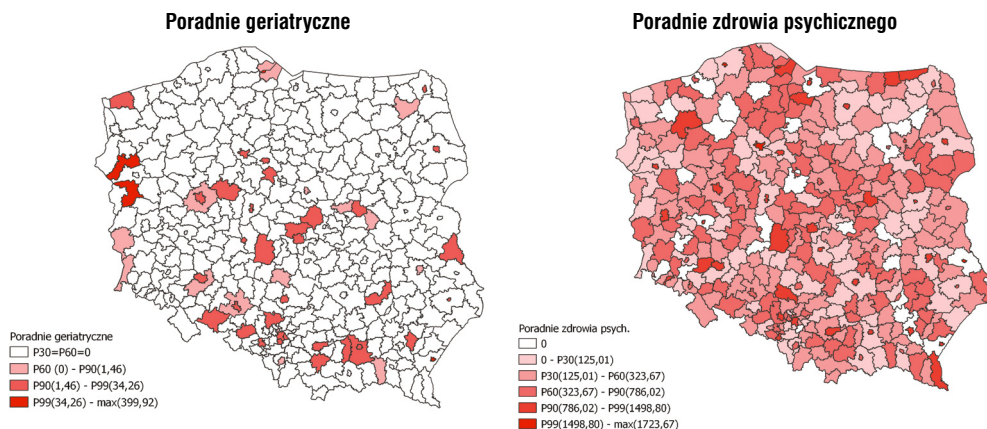 Poradnie geriatryczne
Poradnie geriatryczne
P30=P60=0
P60 (0) - P90(1,46)
P90(1,46) - P99(34,26)
P99(34,26) - max(399,92)
Poradnie zdrowia psychicznego
Poradnie zdrowia psych.
0
0 - P30(125,01)
P30(125,01) - P60(323,67)
P60(323,67) - P90(786,02)
P90(786,02) - P99(1498,80)
P99(1498,80) - max(1723,67)